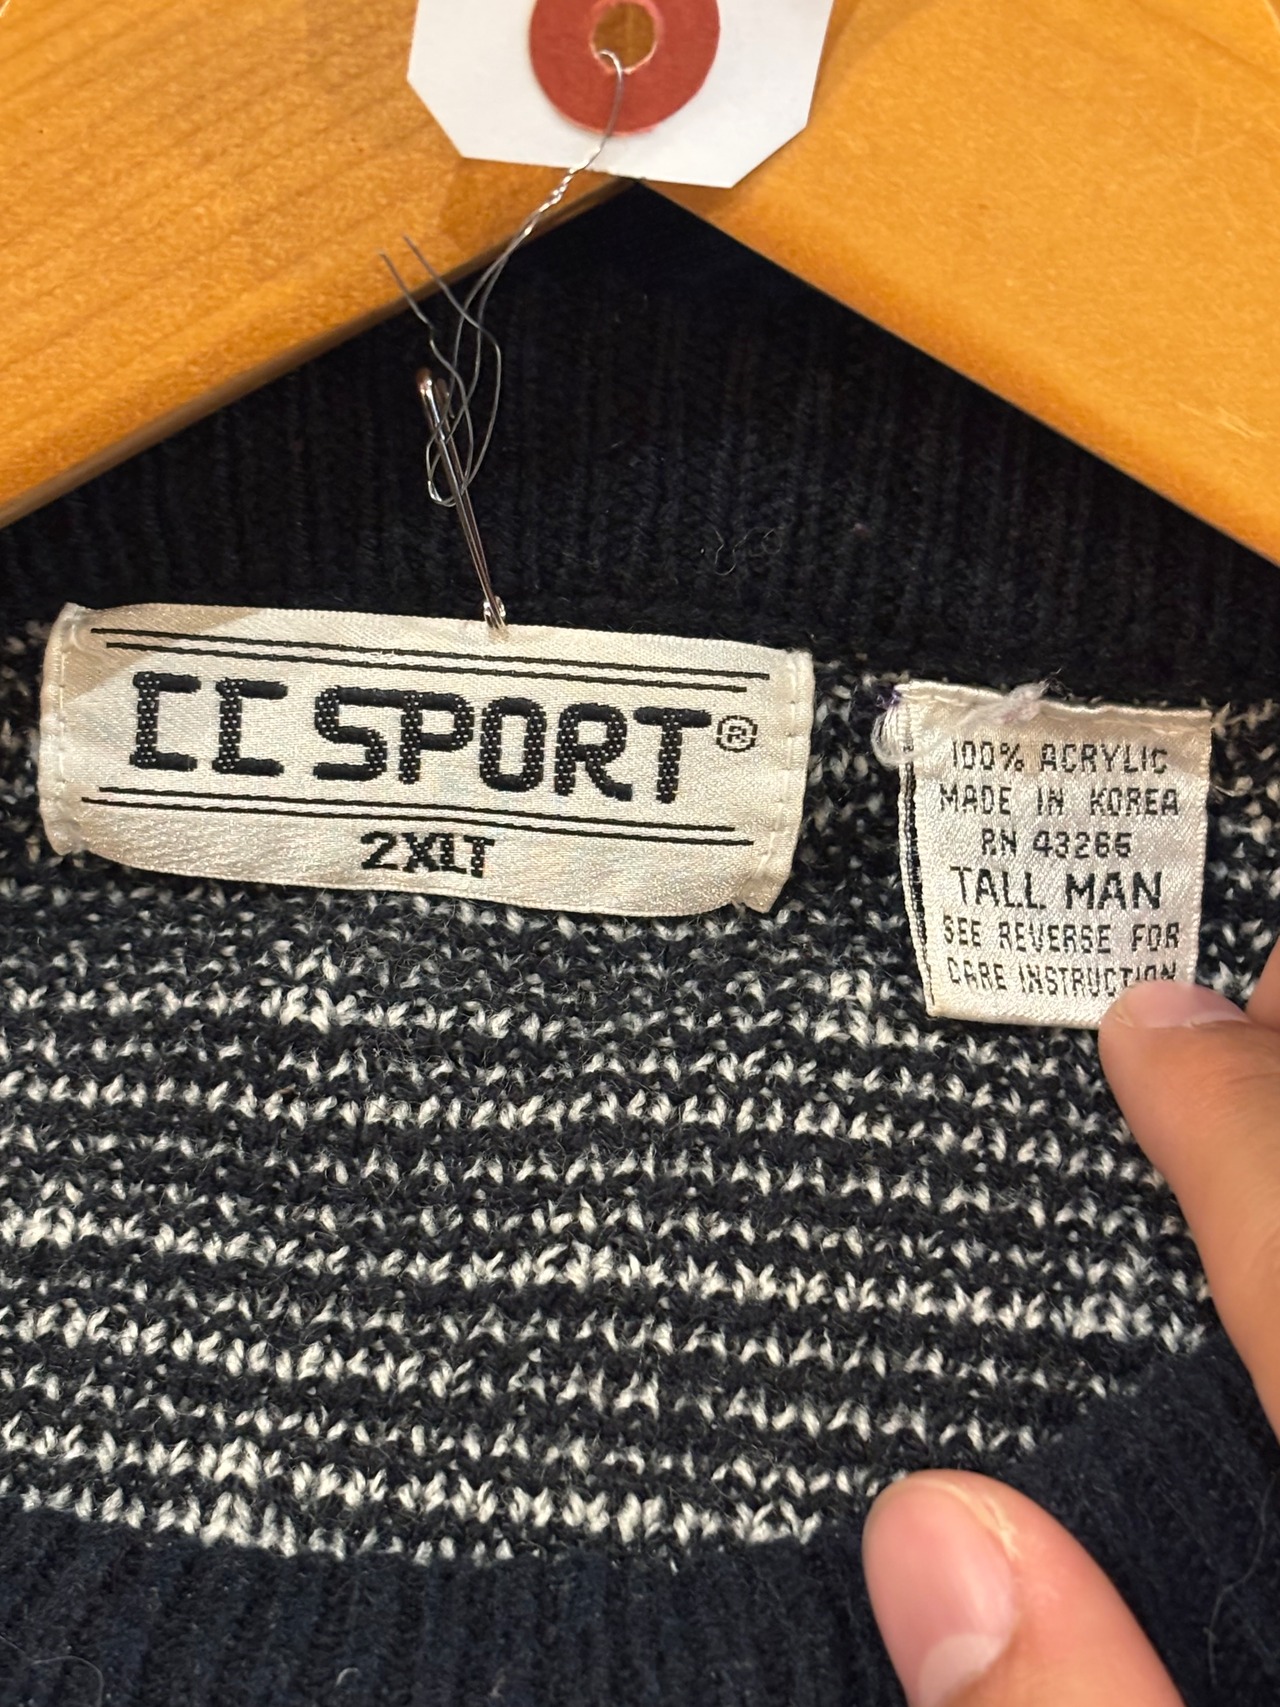 CC SPORT®
2XLT
100% ACRYLIC
MADE IN KOREA
RN 43265
TALL MAN
SEE REVERSE FOR
CARE INSTRUCTION